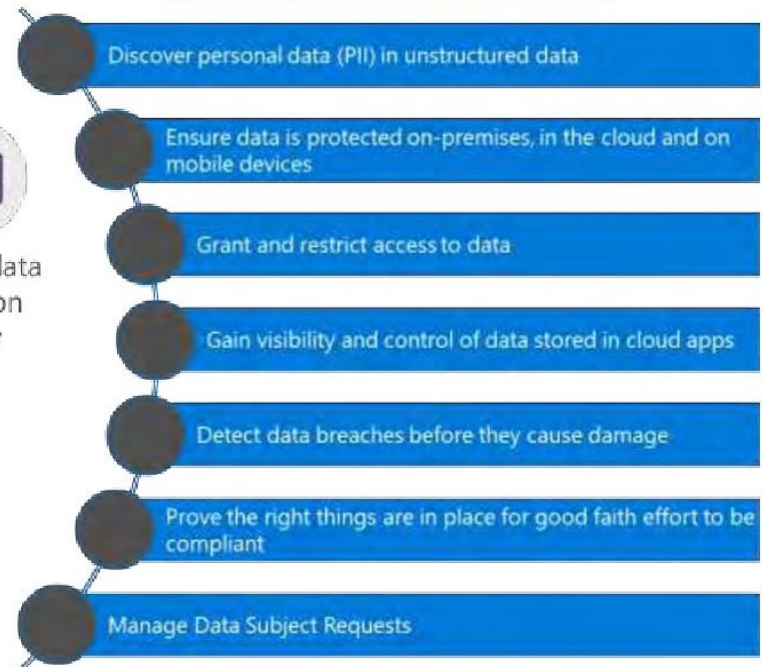 Discover personal data (PII) in unstructured data
Ensure data is protected on-premises, in the cloud and on
mobile devices
Grant and restrict access to data
Gain visibility and control of data stored in cloud apps
Detect data breaches before they cause damage
Prove the right things are in place for good faith effort to be
compliant
Manage Data Subject Requests